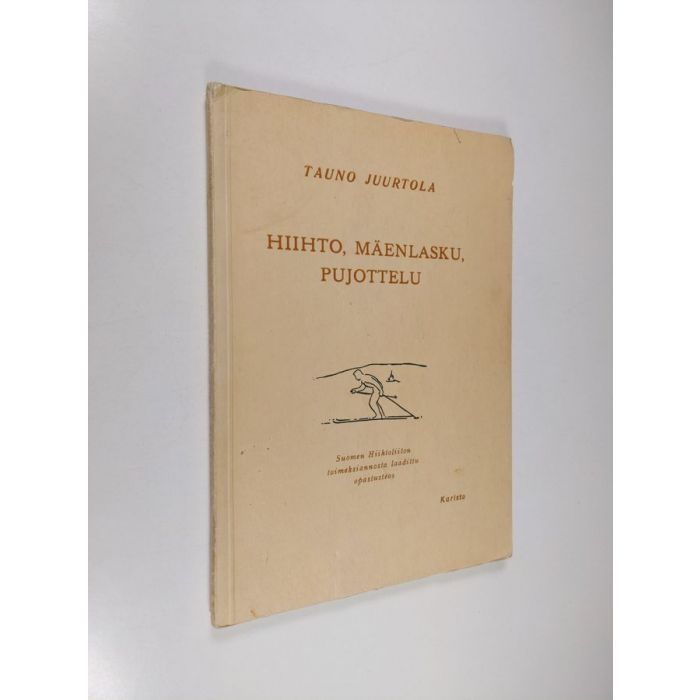 TAUNO JUURTOLA
HIIHTO, MÄENLASKU,
PUJOTTELU
Suomen Hiihtoliiton
toimeksiannosta laadittu
opastusteos
Karisto